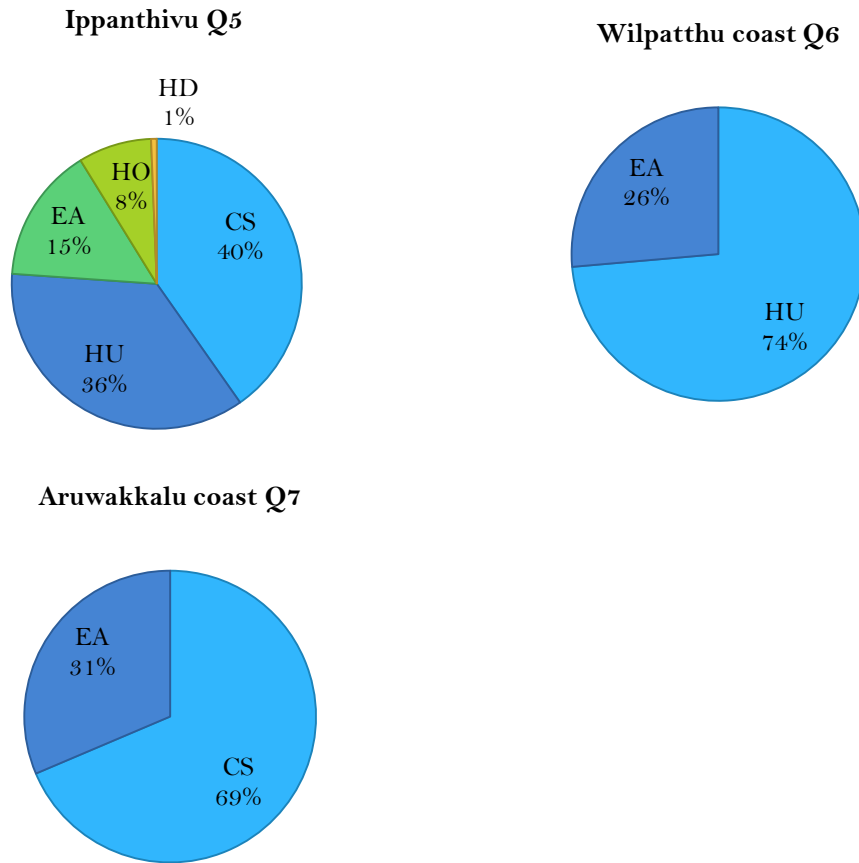 Ippanthivu Q5
HD
1%
HO
8%
CS
40%
EA
15%
HU
36%
Wilpatthu coast Q6
EA
26%
HU
74%
Aruwakkalu coast Q7
EA
31%
CS
69%